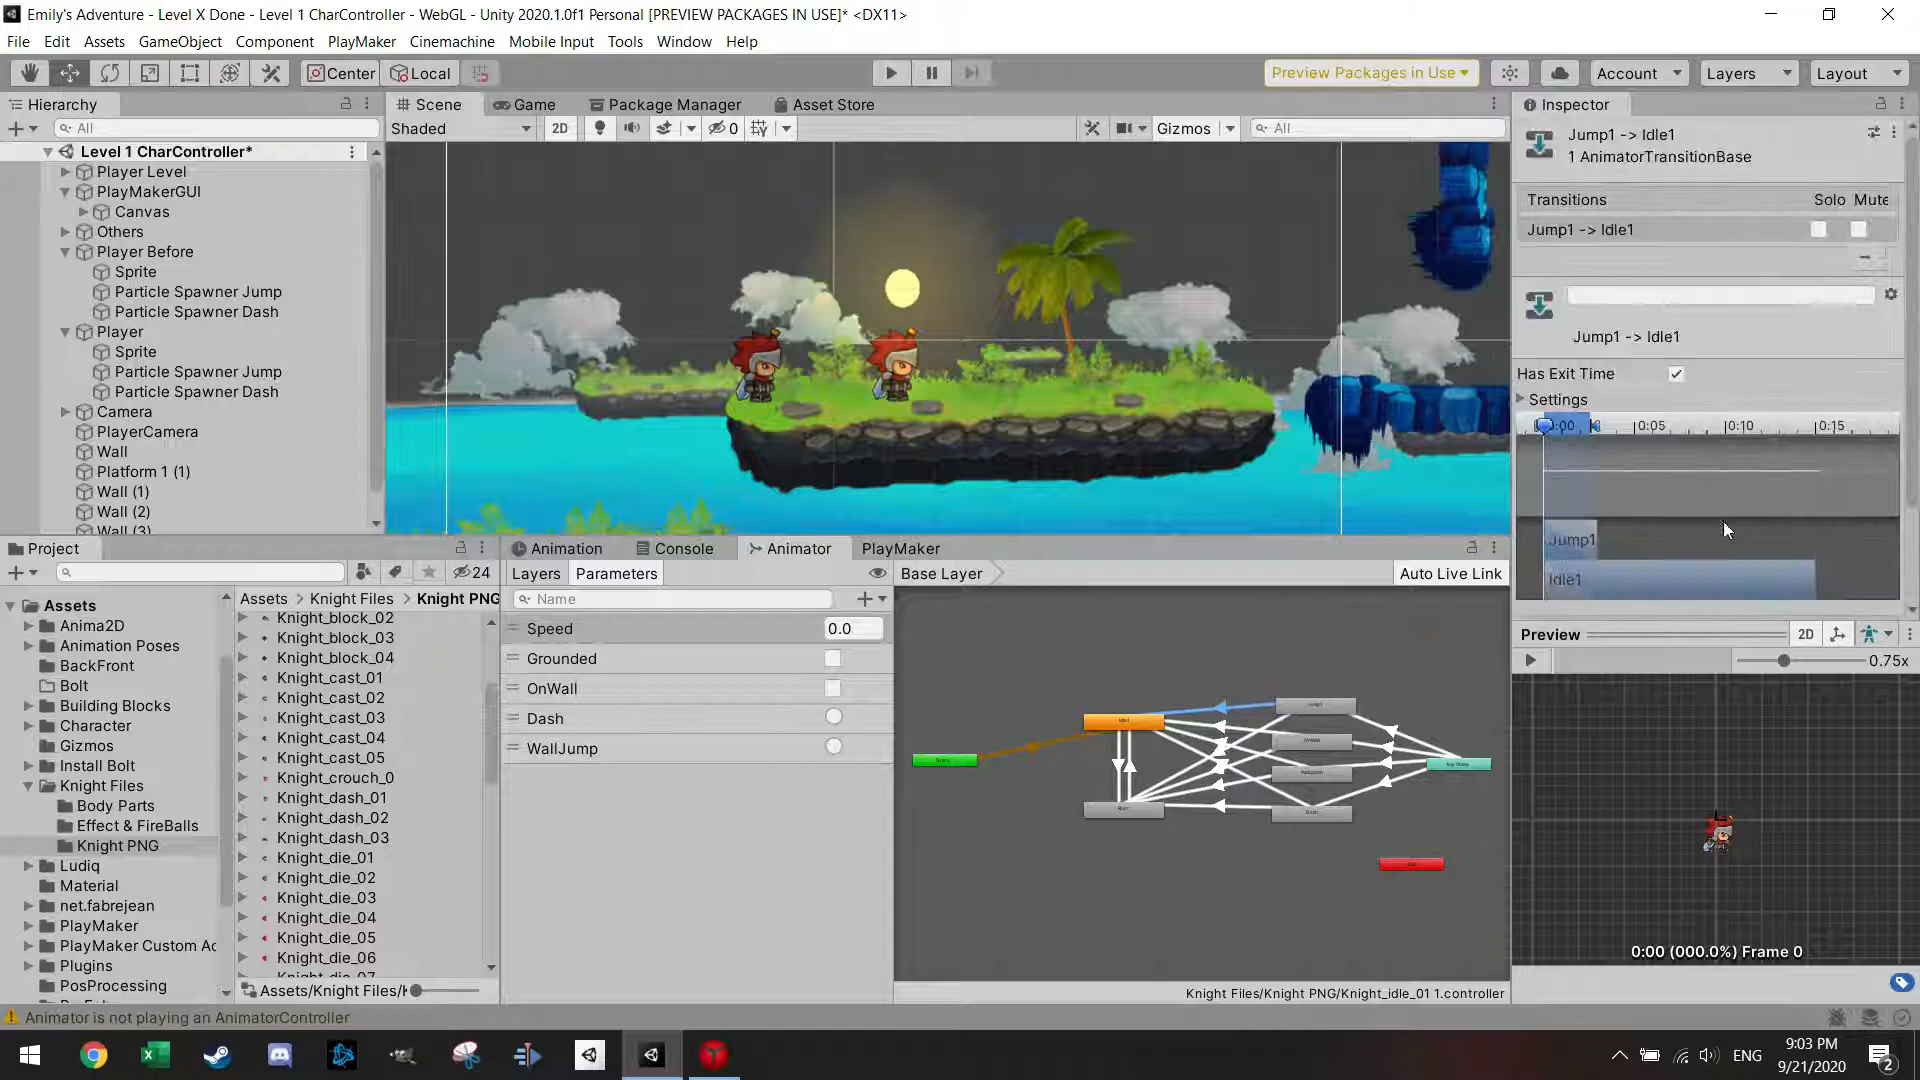 Emily's Adventure - Level X Done - Level 1 CharController - WebGL - Unity 2020.1.0f1 Personal [PREVIEW PACKAGES IN USE]* <DX11>
File Edit Assets GameObject Component PlayMaker Cinemachine Mobile Input Tools Window Help
Center Local Preview Packages in Use Account Layers Layout
Hierarchy
All
Level 1 CharController*
Player Level
PlayMakerGUI
Canvas
Others
Player Before
Sprite
Particle Spawner Jump
Particle Spawner Dash
Player
Sprite
Particle Spawner Jump
Particle Spawner Dash
Camera
PlayerCamera
Wall
Platform 1 (1)
Wall (1)
Wall (2)
Wall (3)
Scene Game Package Manager Asset Store
Shaded 2D 0 Gizmos All
Inspector
Jump1 -> Idle1
1 AnimatorTransitionBase
Transitions Solo Mute
Jump1 -> Idle1
Jump1 -> Idle1
Has Exit Time
Settings
0:00 0:05 0:10 0:15
Jump1
Idle1
Preview 2D
0.75x
0:00 (000.0%) Frame 0
Project
24
Assets
Anima2D
Animation Poses
BackFront
Bolt
Building Blocks
Character
Gizmos
Install Bolt
Knight Files
Body Parts
Effect & FireBalls
Knight PNG
Ludiq
Material
net.fabrejean
PlayMaker
PlayMaker Custom Ac
Plugins
PosProcessing
Assets > Knight Files > Knight PNG
Knight_block_02
Knight_block_03
Knight_block_04
Knight_cast_01
Knight_cast_02
Knight_cast_03
Knight_cast_04
Knight_cast_05
Knight_crouch_0
Knight_dash_01
Knight_dash_02
Knight_dash_03
Knight_die_01
Knight_die_02
Knight_die_03
Knight_die_04
Knight_die_05
Knight_die_06
Knight_die_07
Assets/Knight Files/K
Animation Console Animator PlayMaker
Layers Parameters Base Layer Auto Live Link
Name
Speed 0.0
Grounded
OnWall
Dash
WallJump
Knight Files/Knight PNG/Knight_idle_01 1.controller
Animator is not playing an AnimatorController
ENG
9:03 PM
9/21/2020
2